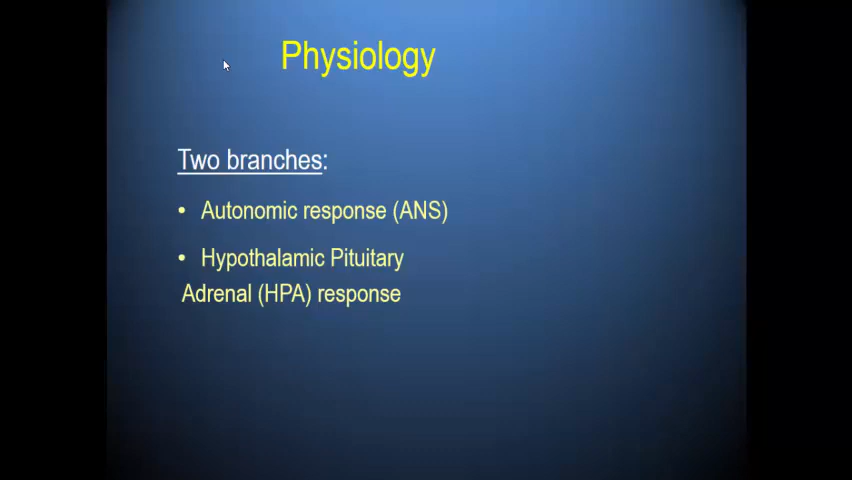 Physiology
Two branches:
• Autonomic response (ANS)
• Hypothalamic Pituitary
Adrenal (HPA) response